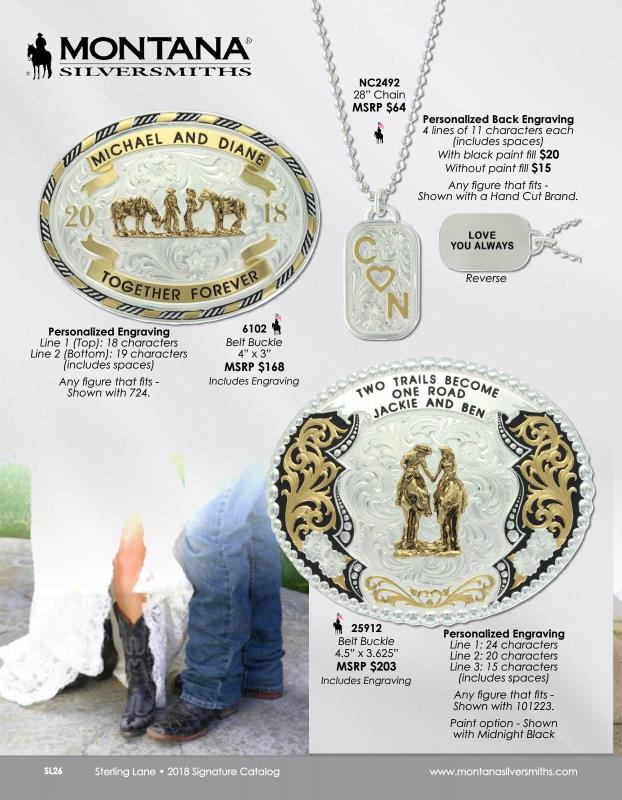 MONTANA®
SILVERSMITHS
NC2492
28" Chain
MSRP $64
Personalized Back Engraving
4 lines of 11 characters each
(includes spaces)
With black paint fill $20
Without paint fill $15
Any figure that fits -
Shown with a Hand Cut Brand.
MICHAEL AND DIANE
20 18
TOGETHER FOREVER
C
N
LOVE
YOU ALWAYS
Reverse
Personalized Engraving
Line 1 (Top): 18 characters
Line 2 (Bottom): 19 characters
(includes spaces)
Any figure that fits -
Shown with 724.
6102
Belt Buckle
4" x 3"
MSRP $168
Includes Engraving
TWO TRAILS BECOME
ONE ROAD
JACKIE AND BEN
25912
Belt Buckle
4.5" x 3.625"
MSRP $203
Includes Engraving
Personalized Engraving
Line 1: 24 characters
Line 2: 20 characters
Line 3: 15 characters
(includes spaces)
Any figure that fits -
Shown with 101223.
Paint option - Shown
with Midnight Black
SL26 Sterling Lane • 2018 Signature Catalog www.montanasilversmiths.com